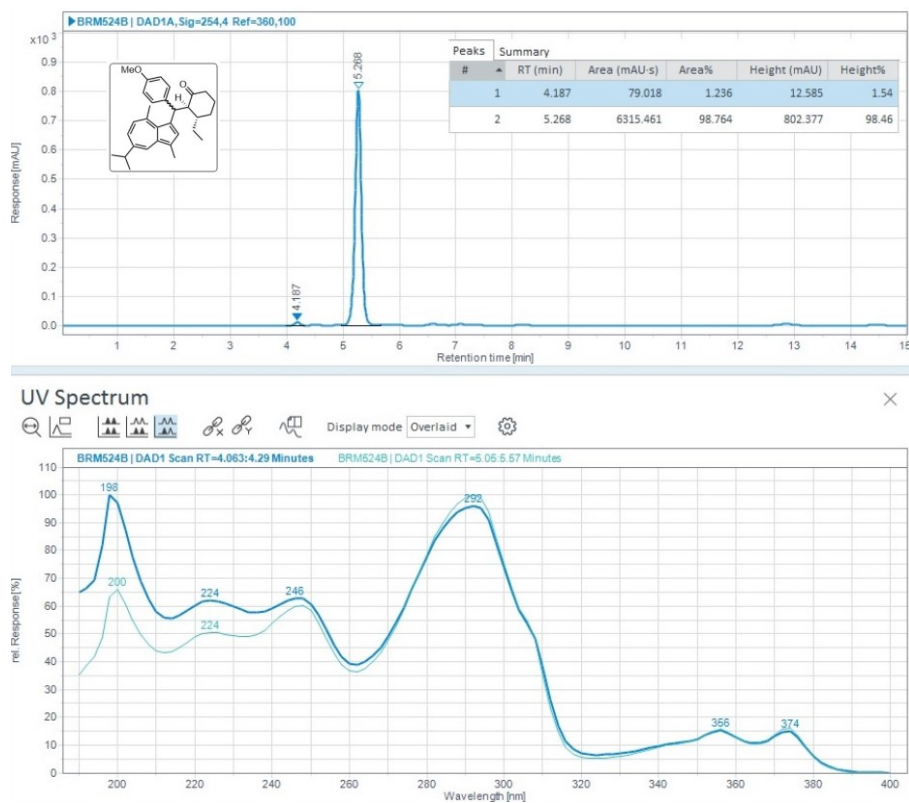 BRM524B | DAD1A,Sig=254,4 Ref=360,100
x10³
0.9
0.8
0.7
0.6
0.5
0.4
0.3
0.2
0.1
0.0
Response[mAU]
MeO
O
H
4.187
5.268
Peaks Summary
# RT (min) Area (mAU·s) Area% Height (mAU) Height%
1 4.187 79.018 1.236 12.585 1.54
2 5.268 6315.461 98.764 802.377 98.46
1 2 3 4 5 6 7 8 9 10 11 12 13 14 15
Retention time [min]
UV Spectrum
Display mode Overlaid
BRM524B | DAD1 Scan RT=4.063:4.29 Minutes BRM524B | DAD1 Scan RT=5.06:5.57 Minutes
110
100
90
80
70
60
50
40
30
20
10
0
rel. Response[%]
198
200
224
224
246
292
356
374
200 220 240 260 280 300 320 340 360 380 400
Wavelength [nm]